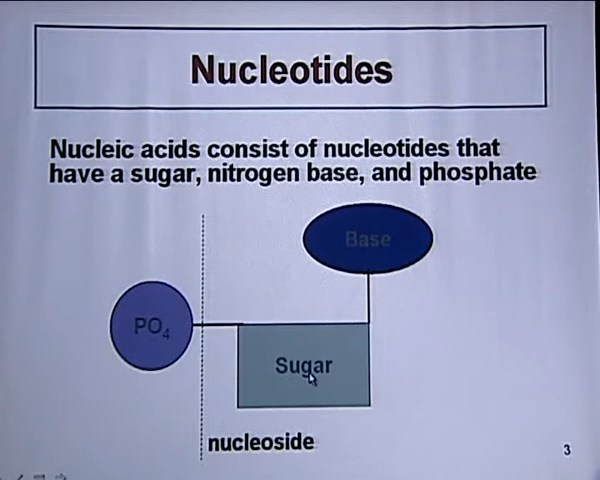 Nucleotides
Nucleic acids consist of nucleotides that
have a sugar, nitrogen base, and phosphate
Base
PO4
Sugar
nucleoside
3